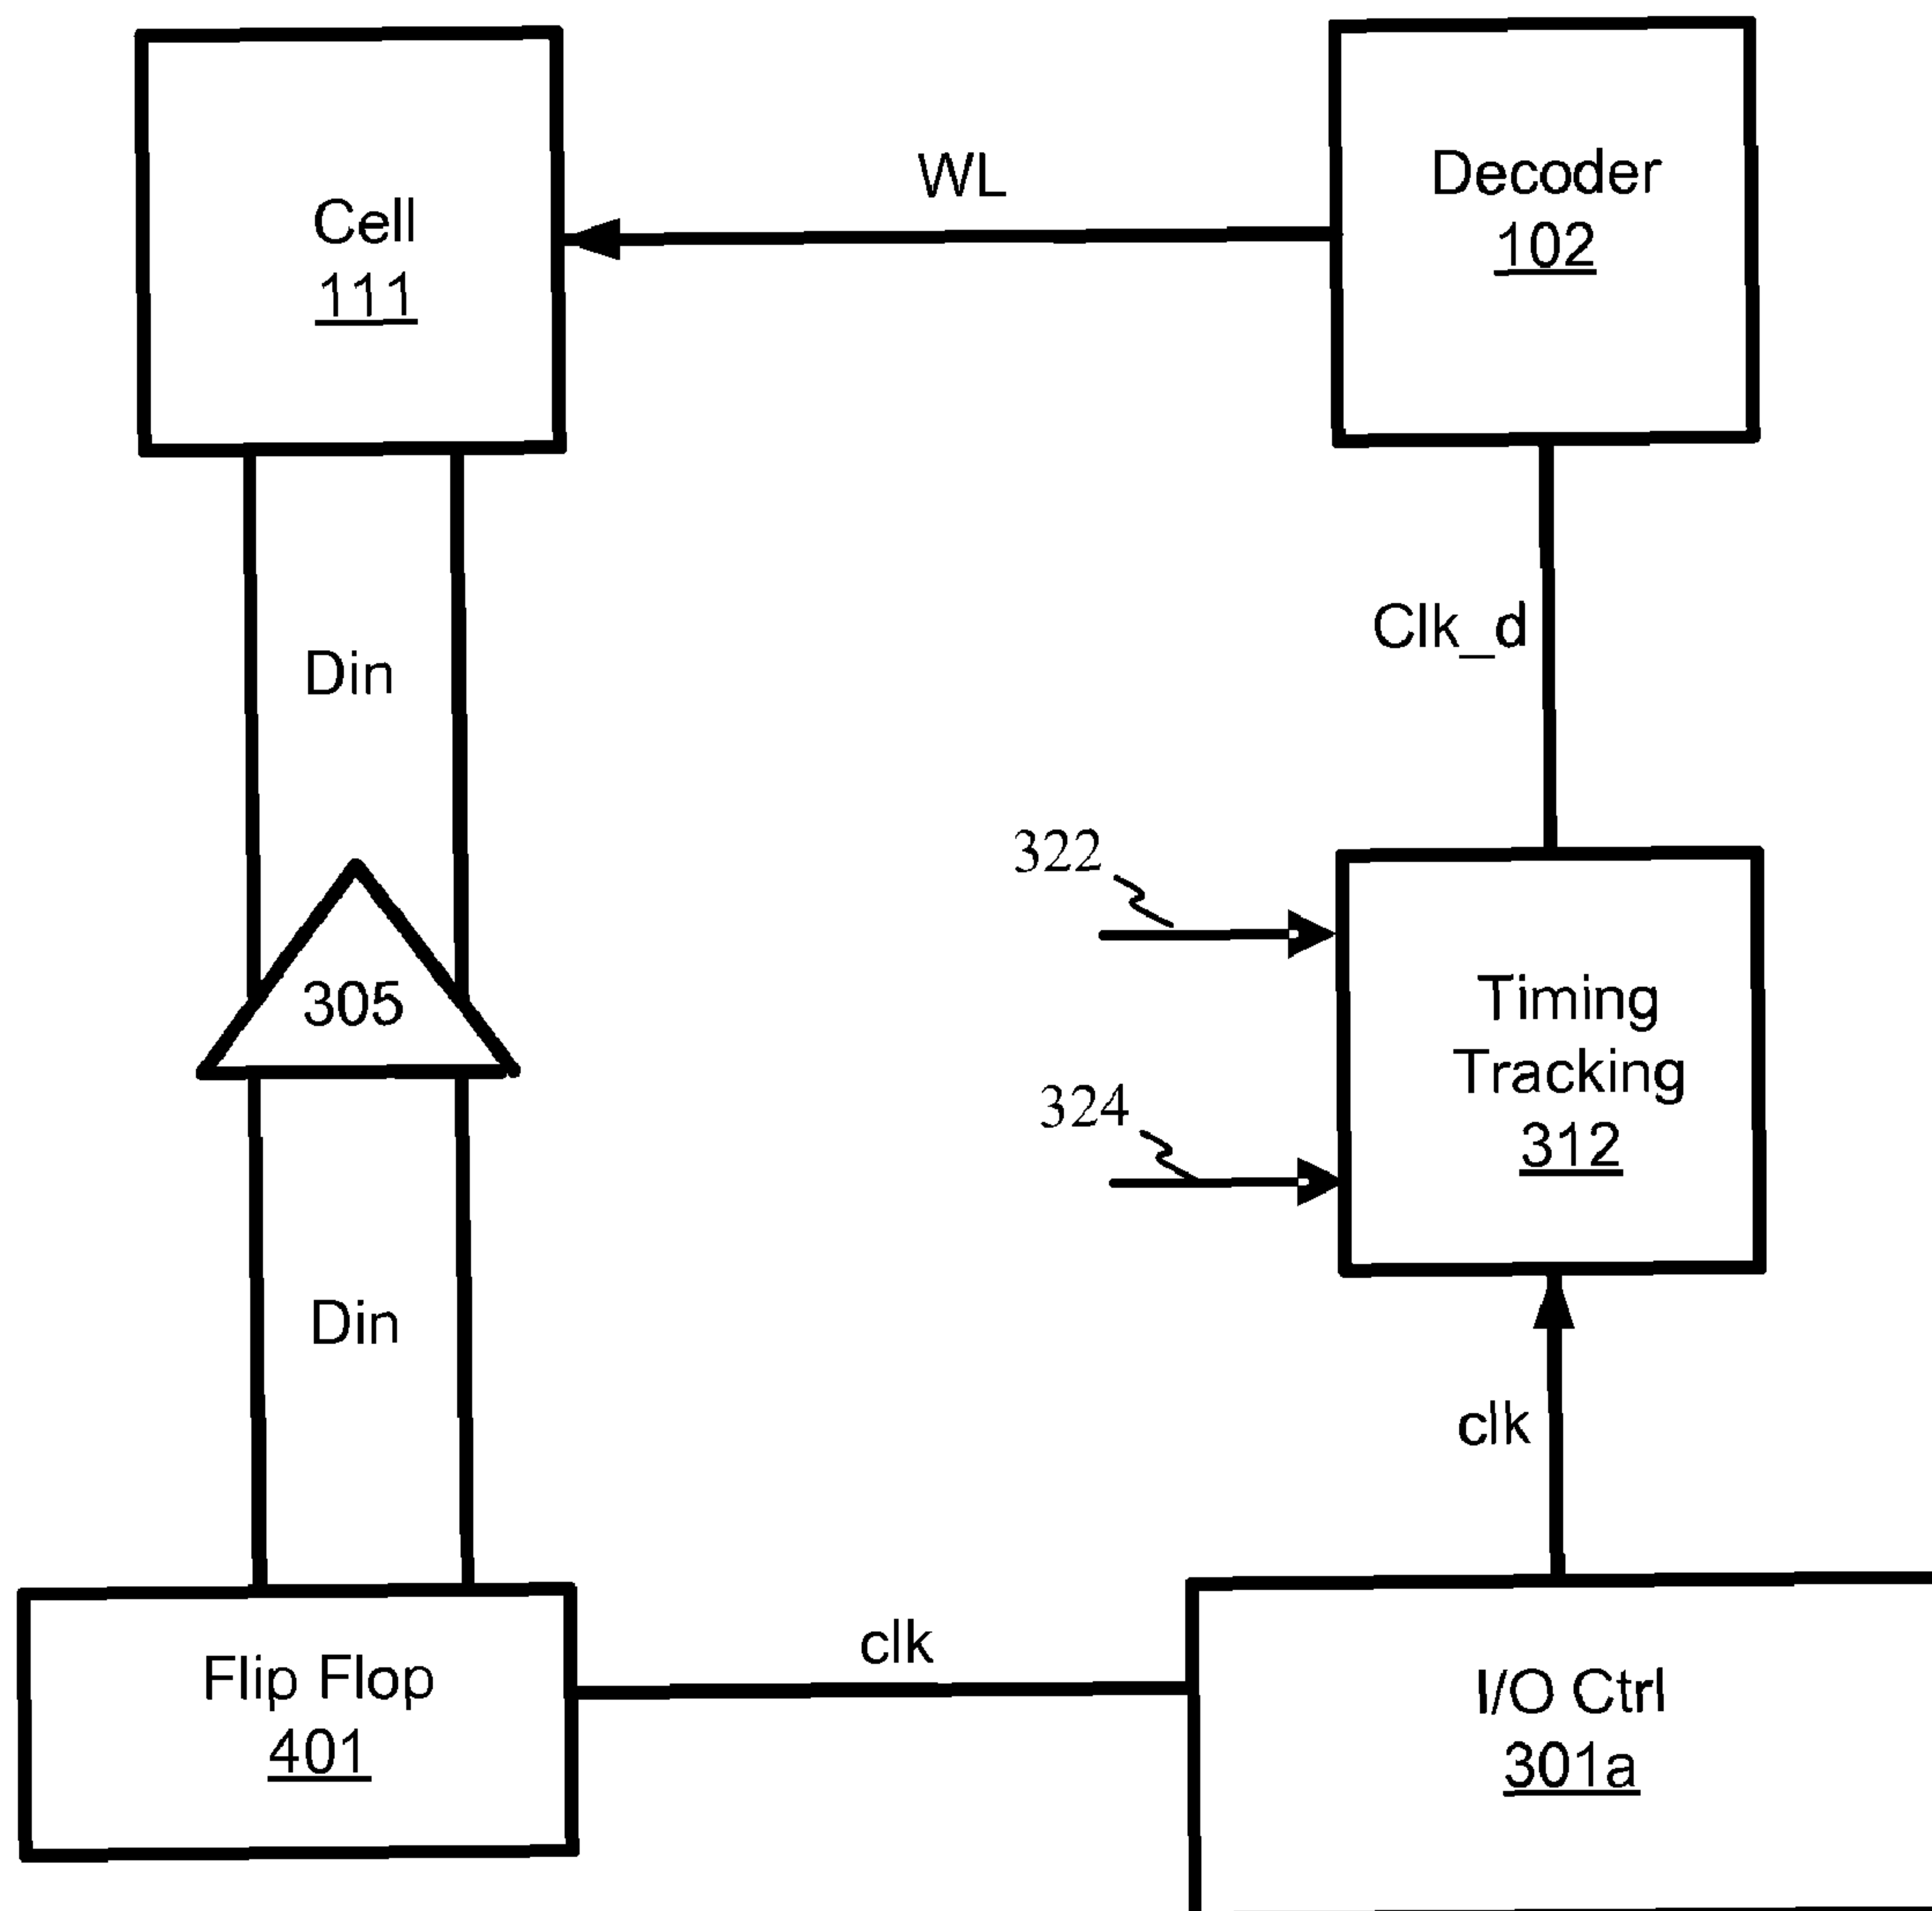 Cell
111
WL
Decoder
102
Din
Clk_d
322
305
Timing
Tracking
312
324
Din
clk
Flip Flop
401
clk
I/O Ctrl
301a